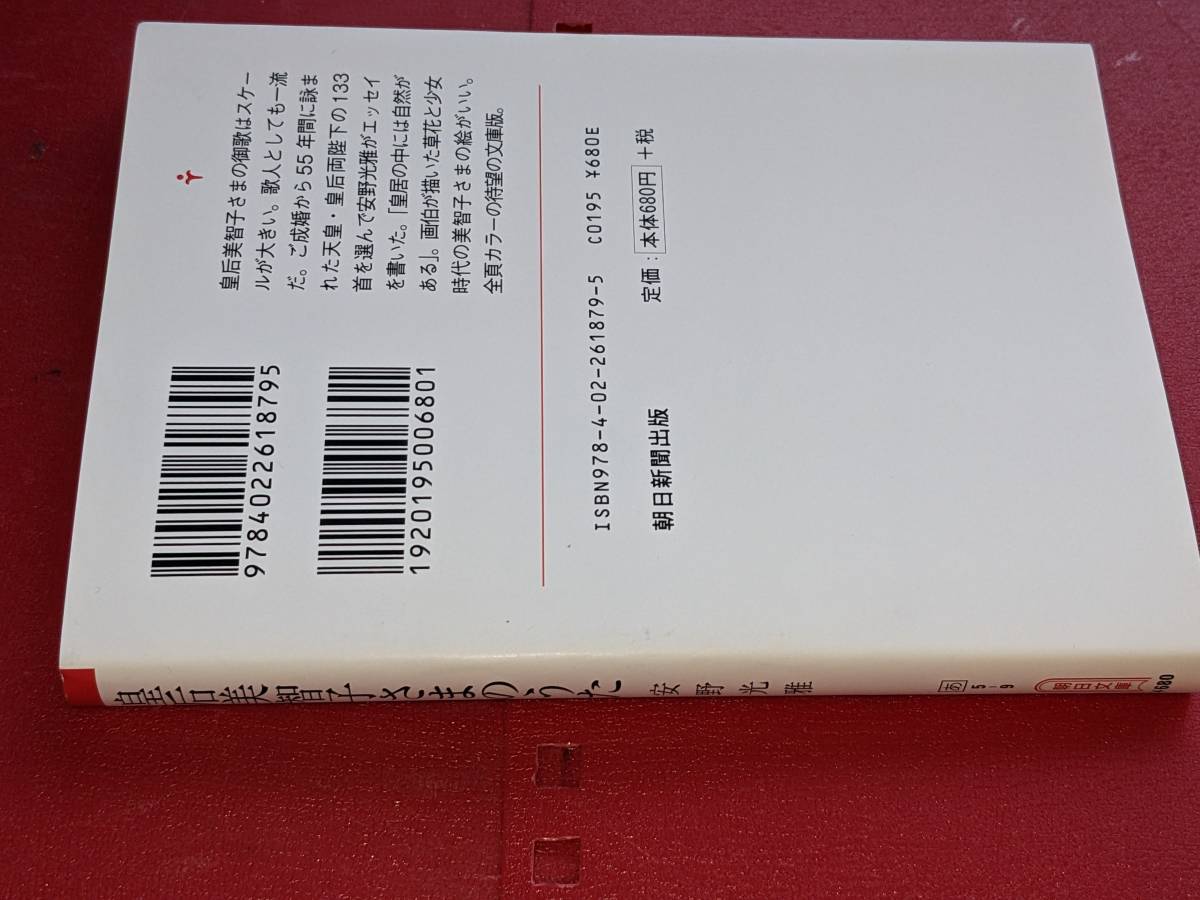 皇后美智子さまの御歌はスケー
ルが大きい。歌人としても一流
だ。ご成婚から55年間に詠ま
れた天皇・皇后両陛下の133
首を選んで安野光雅がエッセイ
を書いた。「皇居の中には自然が
ある」。画伯が描いた草花と少女
時代の美智子さまの絵がいい。
全頁カラーの待望の文庫版。
9784022618795
1920195006801
ISBN978-4-02-261879-5 C0195 ¥680E
朝日新聞出版 定価:本体680円+税
皇后美智子さまのうた 安野光雅 あ 5-9 朝日文庫 ¥680